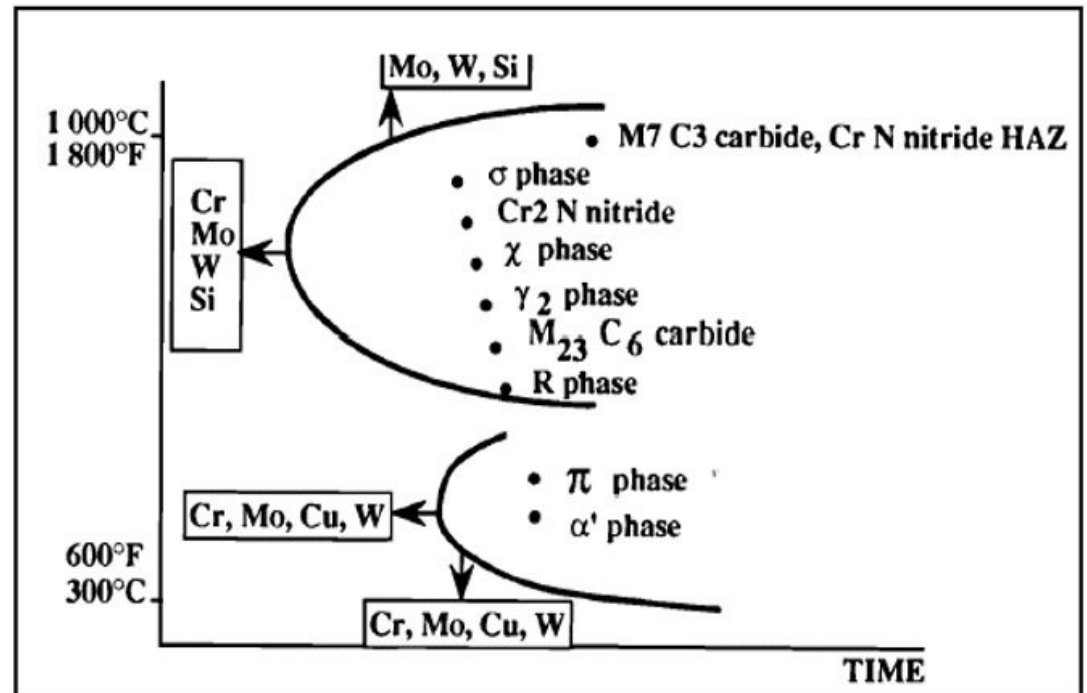 Mo, W, Si
1 000°C
1 800°F
M7 C3 carbide, Cr N nitride HAZ
σ phase
Cr
Mo
W
Si
Cr2 N nitride
χ phase
γ2 phase
M23 C6 carbide
R phase
π phase
Cr, Mo, Cu, W
α' phase
600°F
300°C
Cr, Mo, Cu, W
TIME